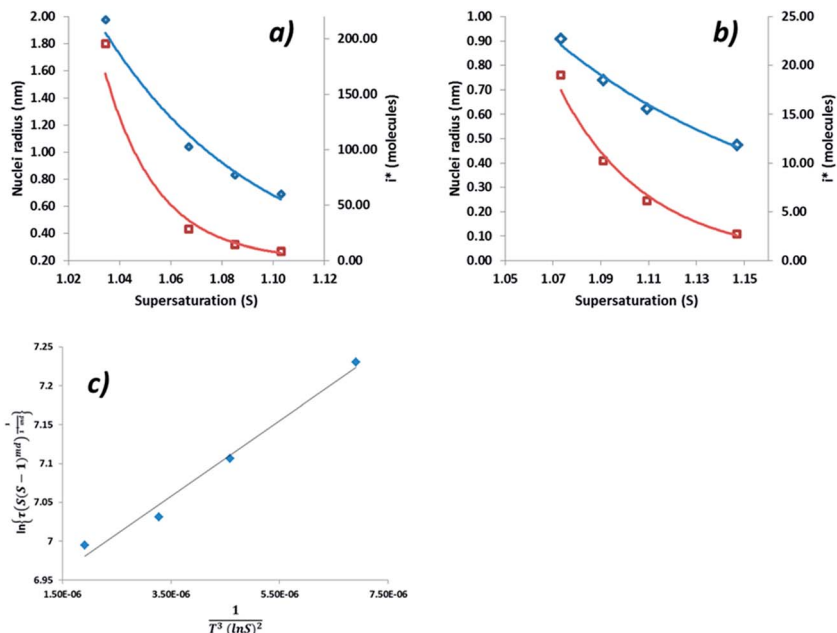 a)
2.00
1.80
1.60
1.40
1.20
1.00
0.80
0.60
0.40
0.20
Nuclei radius (nm)
200.00
150.00
100.00
50.00
0.00
i* (molecules)
1.02 1.04 1.06 1.08 1.10 1.12
Supersaturation (S)
b)
1.00
0.90
0.80
0.70
0.60
0.50
0.40
0.30
0.20
0.10
0.00
Nuclei radius (nm)
25.00
20.00
15.00
10.00
5.00
0.00
i* (molecules)
1.05 1.07 1.09 1.11 1.13 1.15
Supersaturation (S)
c)
7.25
7.2
7.15
7.1
7.05
7
6.95
ln{τ(S(S − 1)^md)
1.50E-06 3.50E-06 5.50E-06 7.50E-06
1
T³ (lnS)²